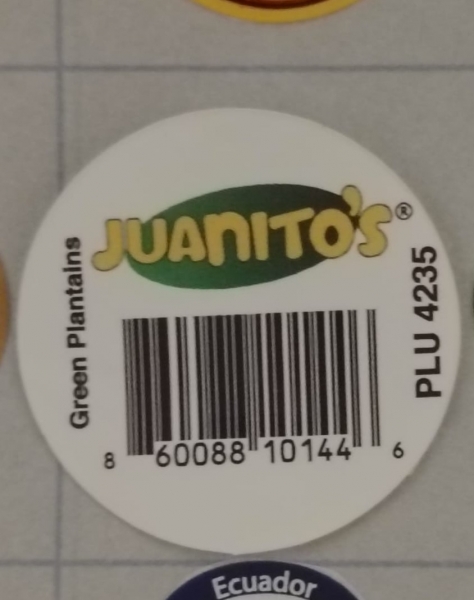 JUANITO'S®
Green Plantains
PLU 4235
8 60088 10144 6
Ecuador